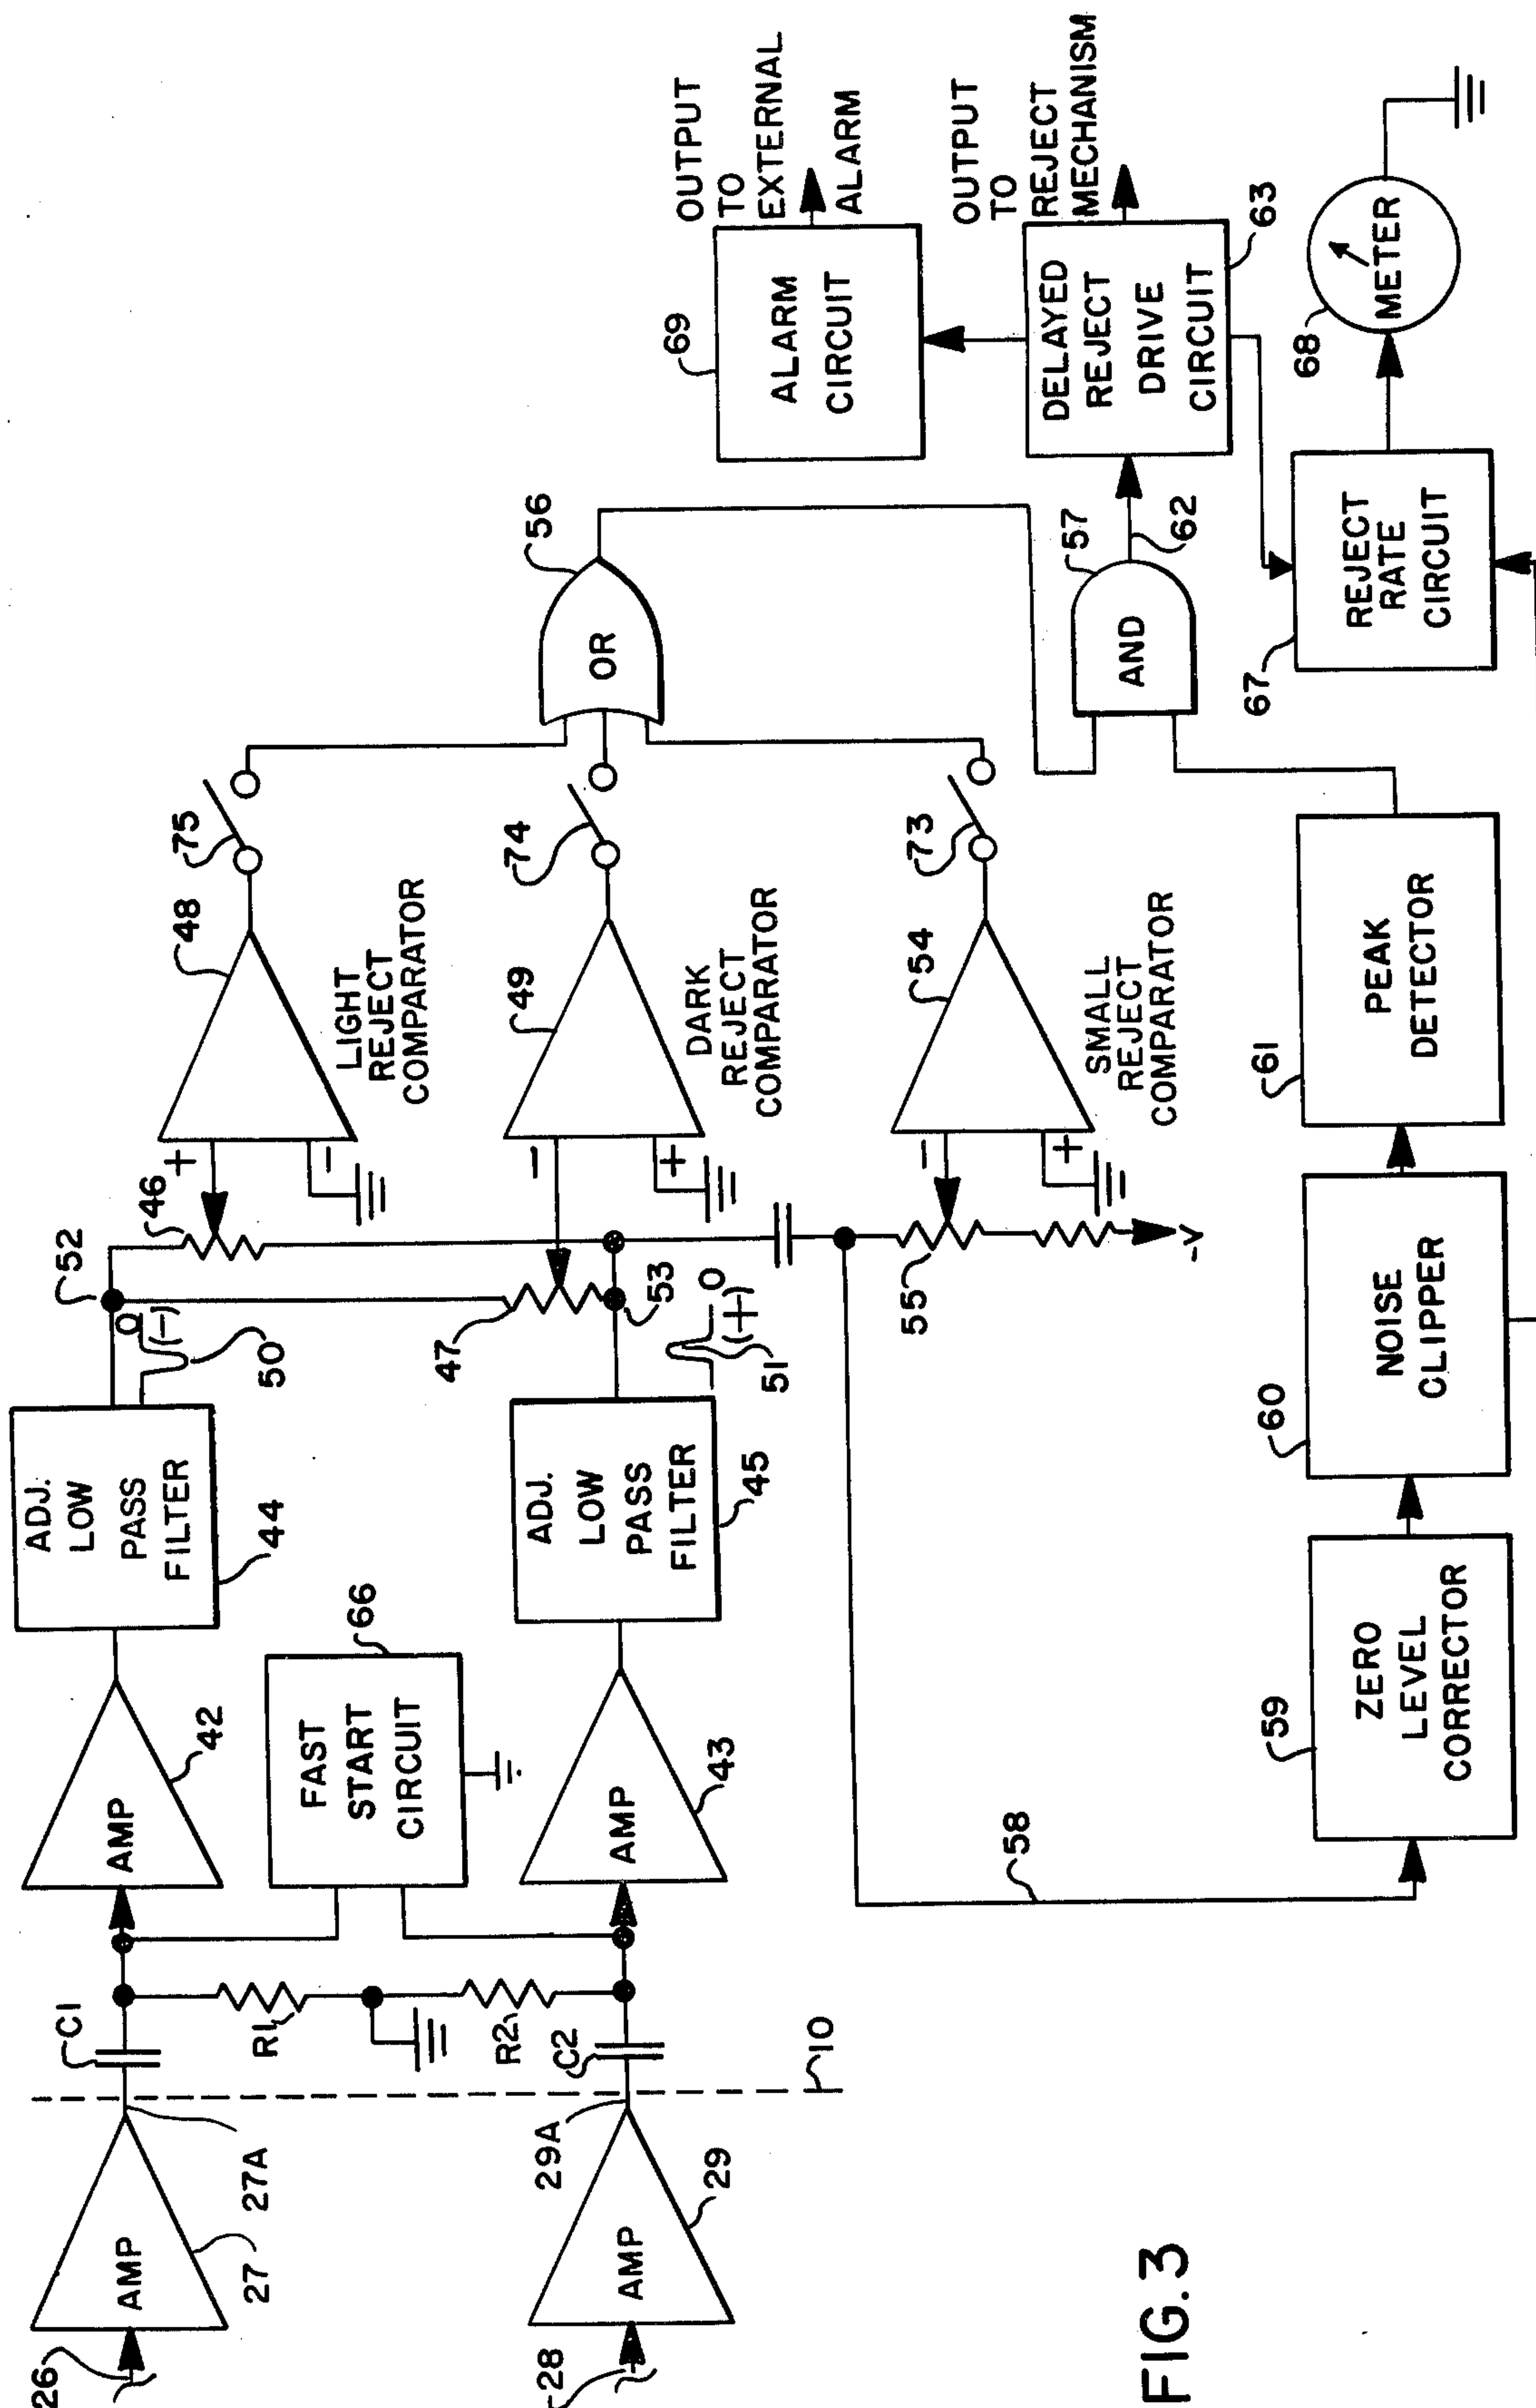 26
AMP
27
27A
C1
R1
R2
28
AMP
29
29A
C2
10
AMP
42
FAST
START
CIRCUIT
66
AMP
43
ADJ.
LOW
PASS
FILTER
44
ADJ.
LOW
PASS
FILTER
45
0
(-)
50
52
46
47
53
0
(+)
51
+
-
48
LIGHT
REJECT
COMPARATOR
75
-
+
49
DARK
REJECT
COMPARATOR
74
55
-V
-
+
54
SMALL
REJECT
COMPARATOR
73
OR
56
58
ZERO
LEVEL
CORRECTOR
59
NOISE
CLIPPER
60
PEAK
DETECTOR
61
AND
57
62
ALARM
CIRCUIT
69
OUTPUT
TO
EXTERNAL
ALARM
DELAYED
REJECT
DRIVE
CIRCUIT
63
OUTPUT
TO
REJECT
MECHANISM
REJECT
RATE
CIRCUIT
67
METER
68
FIG. 3